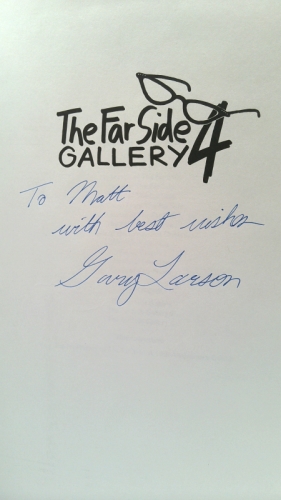 The Far Side
GALLERY 4
To Matt
with best wishes
Gary Larson